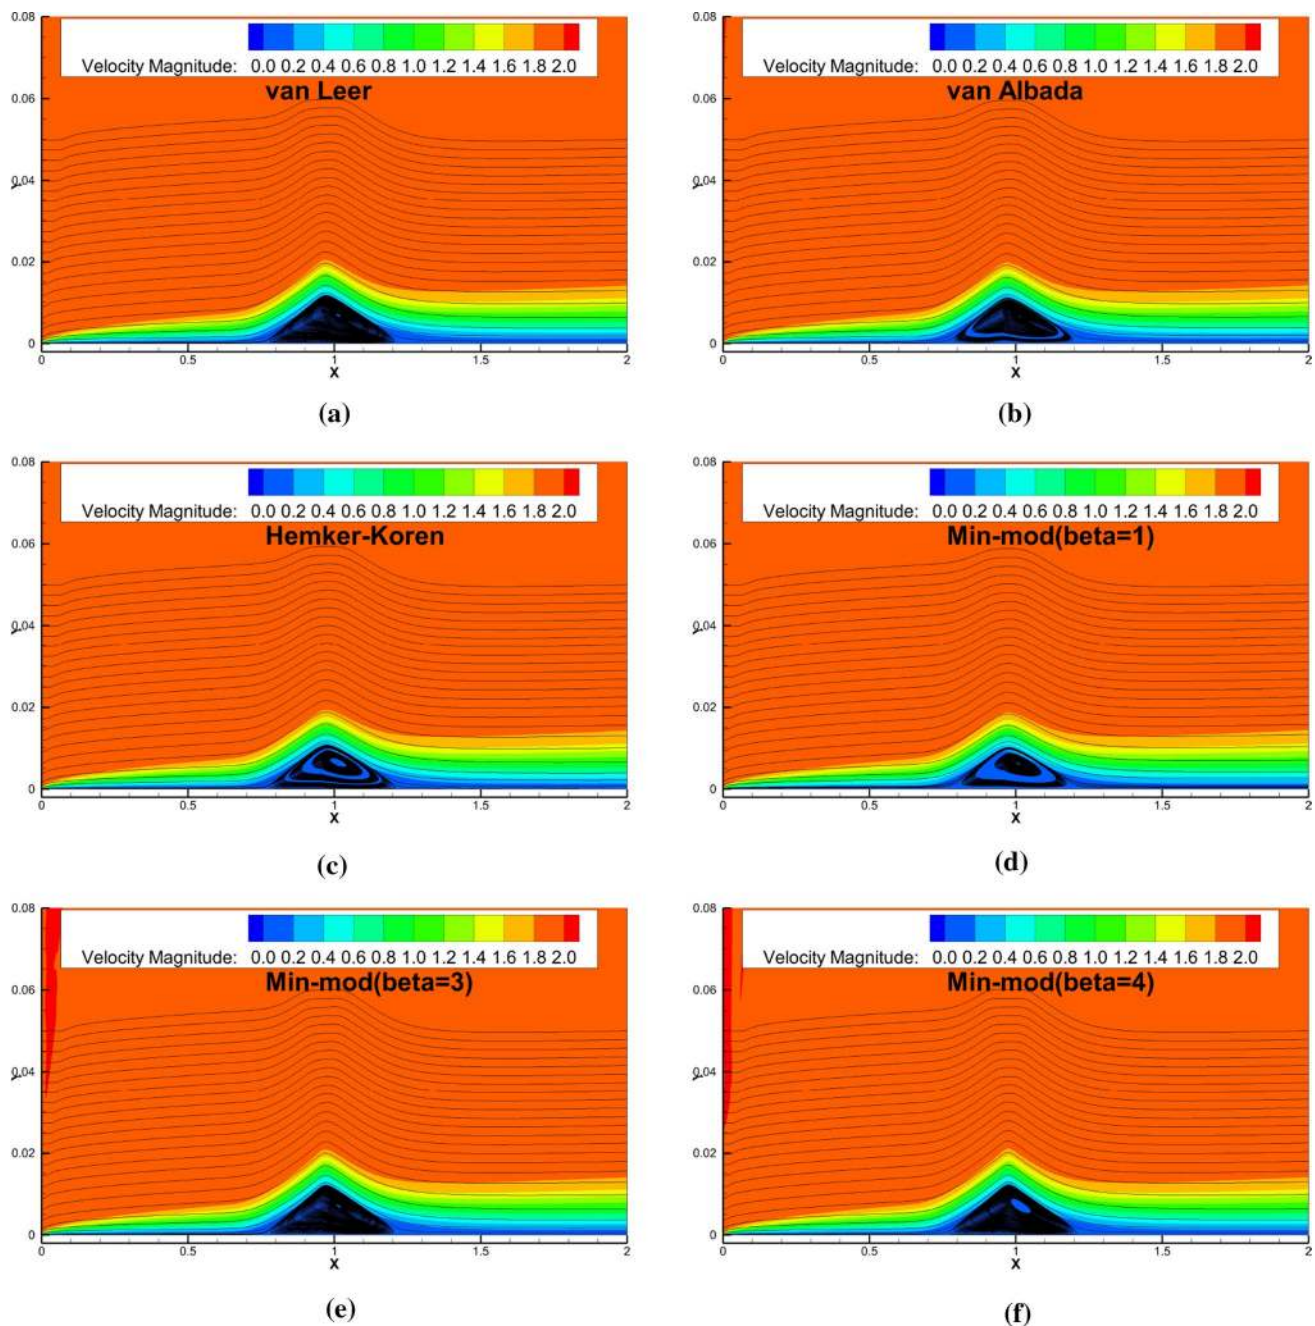 0.08
0.06
0.04
0.02
0
Y
Velocity Magnitude: 0.0 0.2 0.4 0.6 0.8 1.0 1.2 1.4 1.6 1.8 2.0
van Leer
0 0.5 1 1.5 2
X
(a)
0.08
0.06
0.04
0.02
0
Y
Velocity Magnitude: 0.0 0.2 0.4 0.6 0.8 1.0 1.2 1.4 1.6 1.8 2.0
van Albada
0 0.5 1 1.5 2
X
(b)
0.08
0.06
0.04
0.02
0
Y
Velocity Magnitude: 0.0 0.2 0.4 0.6 0.8 1.0 1.2 1.4 1.6 1.8 2.0
Hemker-Koren
0 0.5 1 1.5 2
X
(c)
0.08
0.06
0.04
0.02
0
Y
Velocity Magnitude: 0.0 0.2 0.4 0.6 0.8 1.0 1.2 1.4 1.6 1.8 2.0
Min-mod(beta=1)
0 0.5 1 1.5 2
X
(d)
0.08
0.06
0.04
0.02
0
Y
Velocity Magnitude: 0.0 0.2 0.4 0.6 0.8 1.0 1.2 1.4 1.6 1.8 2.0
Min-mod(beta=3)
0 0.5 1 1.5 2
X
(e)
0.08
0.06
0.04
0.02
0
Y
Velocity Magnitude: 0.0 0.2 0.4 0.6 0.8 1.0 1.2 1.4 1.6 1.8 2.0
Min-mod(beta=4)
0 0.5 1 1.5 2
X
(f)